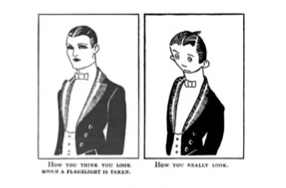 HOW YOU THINK YOU LOOK
WHEN A FLASHLIGHT IS TAKEN.
HOW YOU REALLY LOOK.